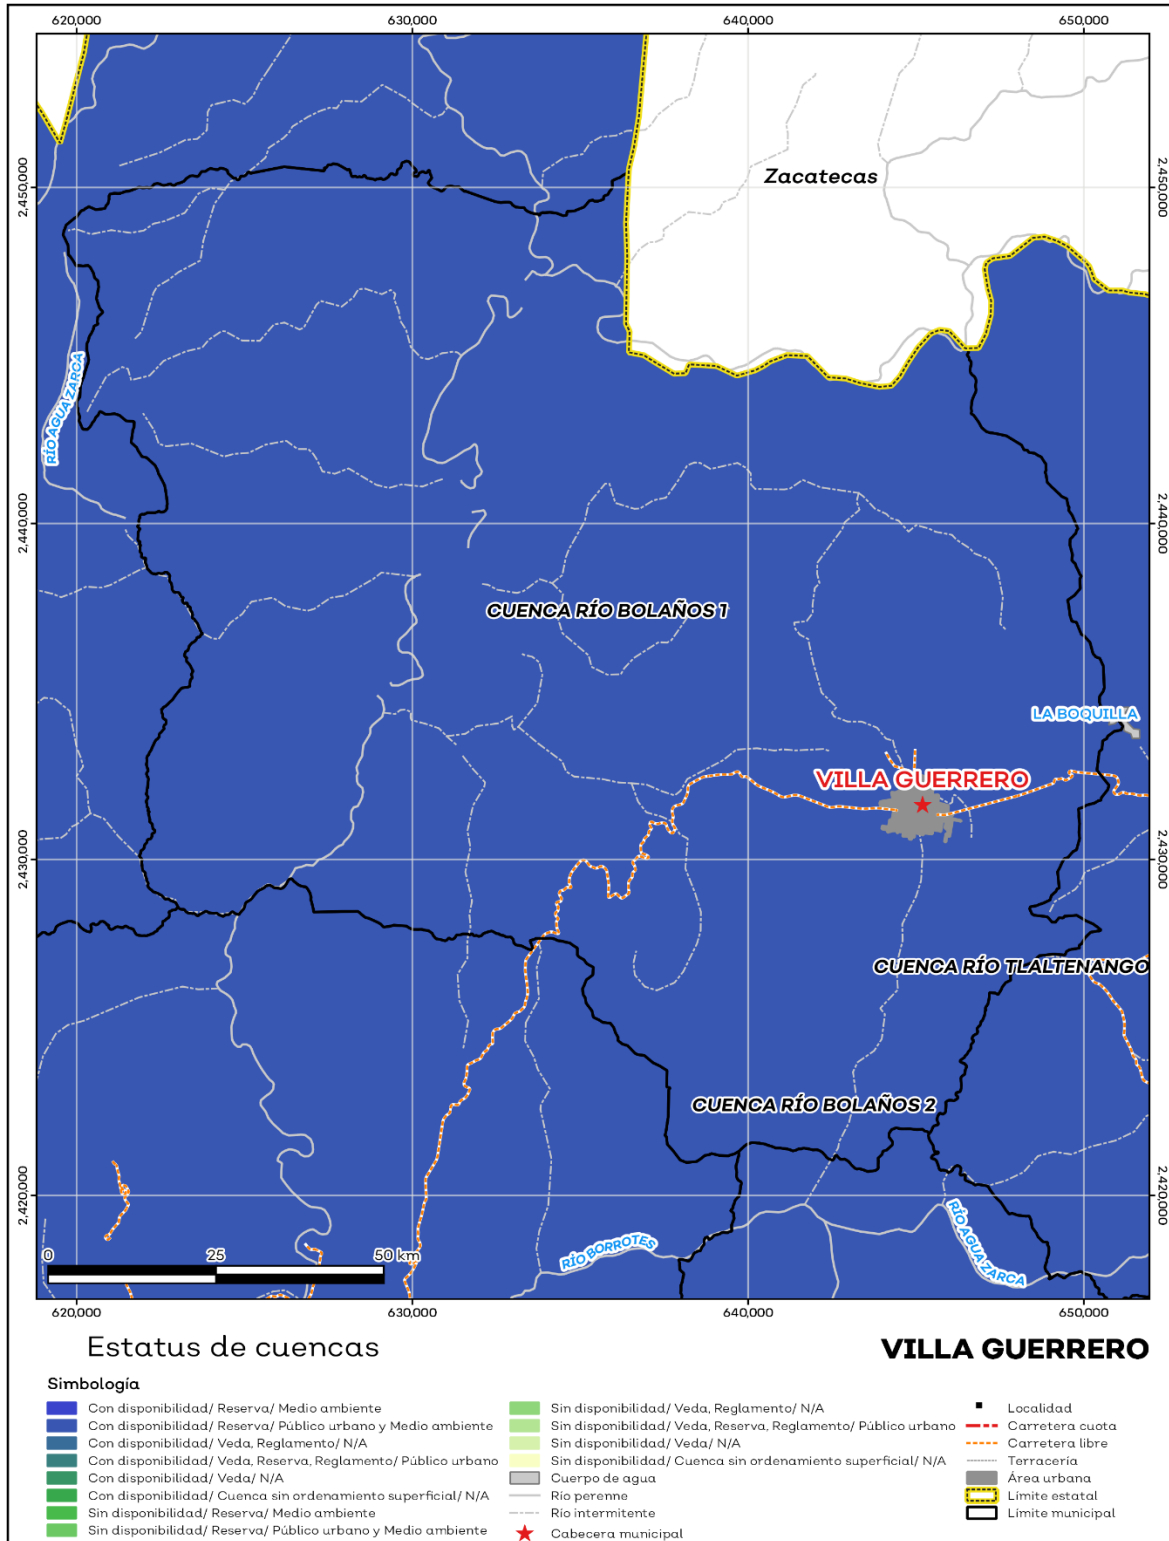 620,000 630,000 640,000 650,000
2,450,000 2,450,000
Zacatecas
RÍO AGUA ZARCA
2,440,000 2,440,000
CUENCA RÍO BOLAÑOS 1
LA BOQUILLA
VILLA GUERRERO
2,430,000 2,430,000
CUENCA RÍO TLALTENANGO
CUENCA RÍO BOLAÑOS 2
2,420,000 2,420,000
RÍO BORROTES
RÍO AGUA ZARCA
0 25 50 km
620,000 630,000 640,000 650,000
Estatus de cuencas
VILLA GUERRERO
Simbología
Con disponibilidad/ Reserva/ Medio ambiente
Con disponibilidad/ Reserva/ Público urbano y Medio ambiente
Con disponibilidad/ Veda, Reglamento/ N/A
Con disponibilidad/ Veda, Reserva, Reglamento/ Público urbano
Con disponibilidad/ Veda/ N/A
Con disponibilidad/ Cuenca sin ordenamiento superficial/ N/A
Sin disponibilidad/ Reserva/ Medio ambiente
Sin disponibilidad/ Reserva/ Público urbano y Medio ambiente
Sin disponibilidad/ Veda, Reglamento/ N/A
Sin disponibilidad/ Veda, Reserva, Reglamento/ Público urbano
Sin disponibilidad/ Veda/ N/A
Sin disponibilidad/ Cuenca sin ordenamiento superficial/ N/A
Cuerpo de agua
Río perenne
Río intermitente
Cabecera municipal
Localidad
Carretera cuota
Carretera libre
Terracería
Área urbana
Límite estatal
Límite municipal